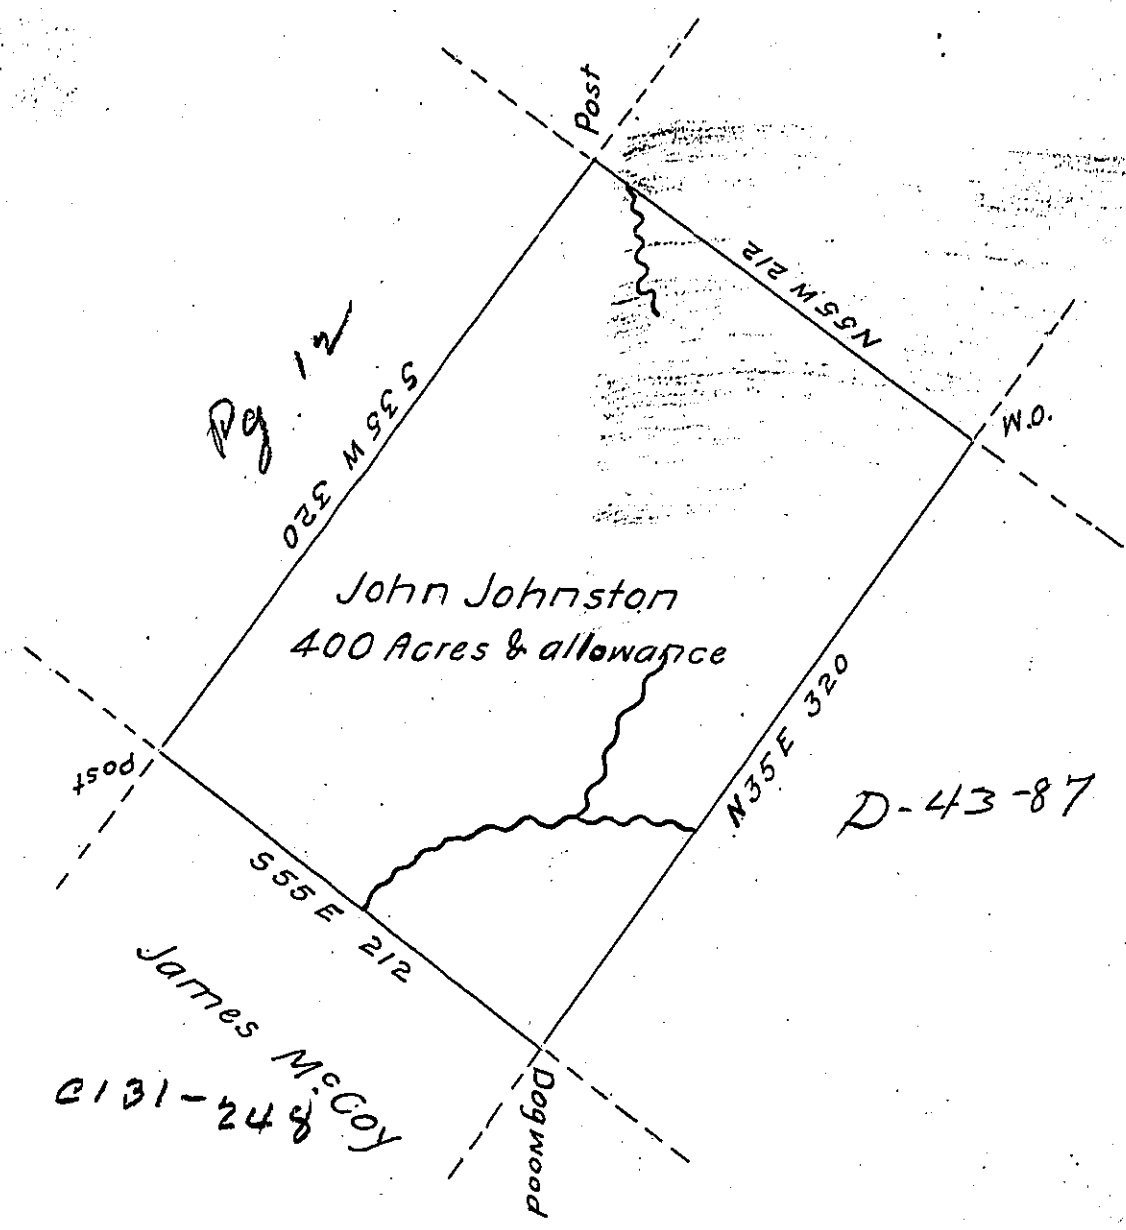 Post
N55W 212
W.O.
Pg 12
S 35 W 320
John Johnston
400 Acres & allowance
N35E 320
D-43-87
post
S55E 212
James McCoy
C131-248
Dogwood